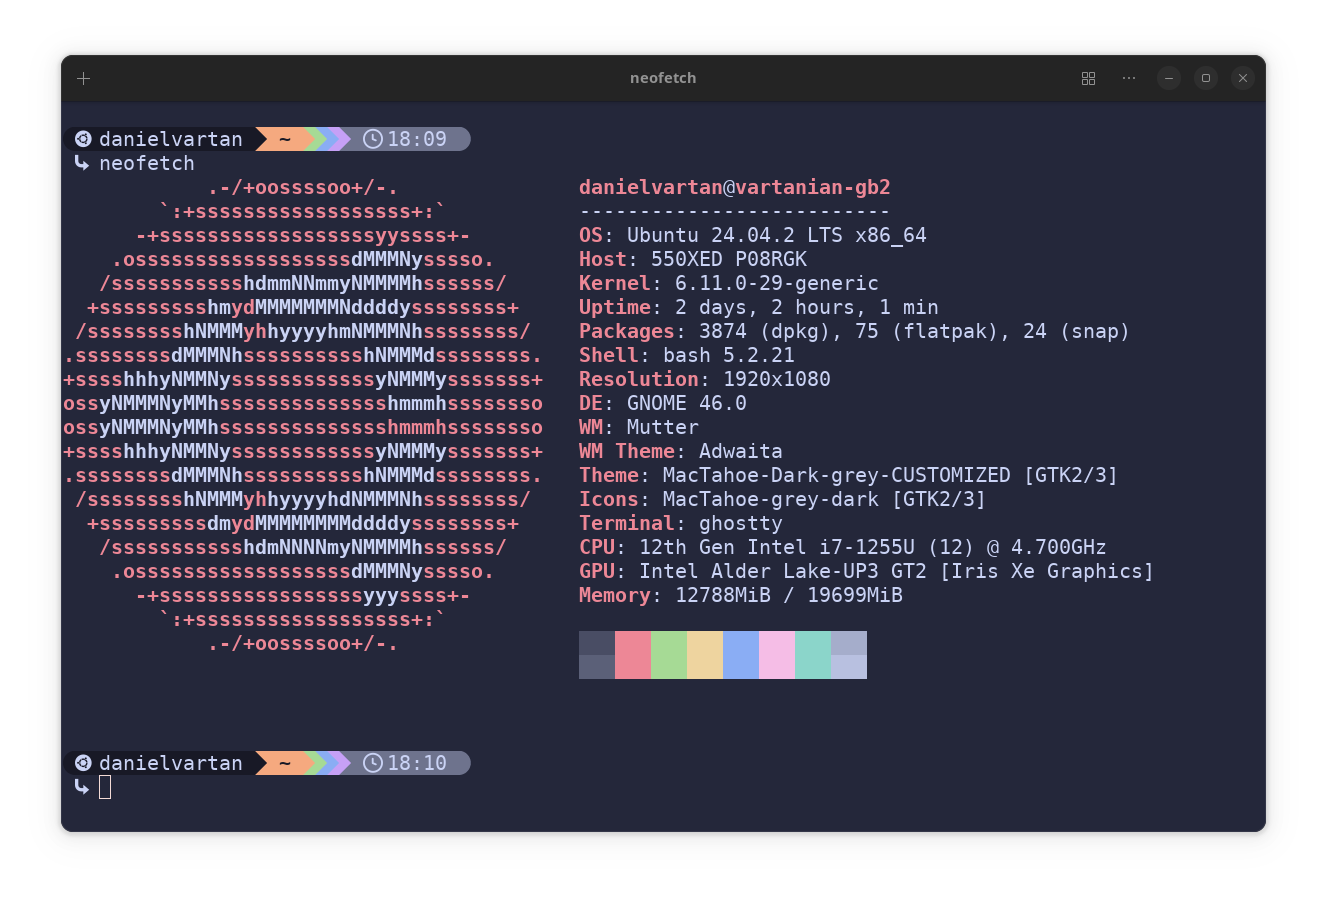 neofetch
danielvartan ~ 18:09
neofetch
.-/+oossssoo+/-. danielvartan@vartanian-gb2
`:+ssssssssssssssssss+:` --------------------------
-+ssssssssssssssssssyyssss+- OS: Ubuntu 24.04.2 LTS x86_64
.ossssssssssssssssssdMMMNysssso. Host: 550XED P08RGK
/ssssssssssshdmmNNmmyNMMMMhssssss/ Kernel: 6.11.0-29-generic
+ssssssssshmydMMMMMMMNddddyssssssss+ Uptime: 2 days, 2 hours, 1 min
/sssssssshNMMMyhhyyyyhmNMMMNhssssssss/ Packages: 3874 (dpkg), 75 (flatpak), 24 (snap)
.ssssssssdMMMNhsssssssssshNMMMdssssssss. Shell: bash 5.2.21
+sssshhhyNMMNyssssssssssssyNMMMysssssss+ Resolution: 1920x1080
ossyNMMMNyMMhsssssssssssssshmmmhssssssso DE: GNOME 46.0
ossyNMMMNyMMhsssssssssssssshmmmhssssssso WM: Mutter
+sssshhhyNMMNyssssssssssssyNMMMysssssss+ WM Theme: Adwaita
.ssssssssdMMMNhsssssssssshNMMMdssssssss. Theme: MacTahoe-Dark-grey-CUSTOMIZED [GTK2/3]
/sssssssshNMMMyhhyyyyhdNMMMNhssssssss/ Icons: MacTahoe-grey-dark [GTK2/3]
+sssssssssdmydMMMMMMMMddddyssssssss+ Terminal: ghostty
/ssssssssssshdmNNNNmyNMMMMhssssss/ CPU: 12th Gen Intel i7-1255U (12) @ 4.700GHz
.ossssssssssssssssssdMMMNysssso. GPU: Intel Alder Lake-UP3 GT2 [Iris Xe Graphics]
-+sssssssssssssssssyyyssss+- Memory: 12788MiB / 19699MiB
`:+ssssssssssssssssss+:`
.-/+oossssoo+/-.
danielvartan ~ 18:10